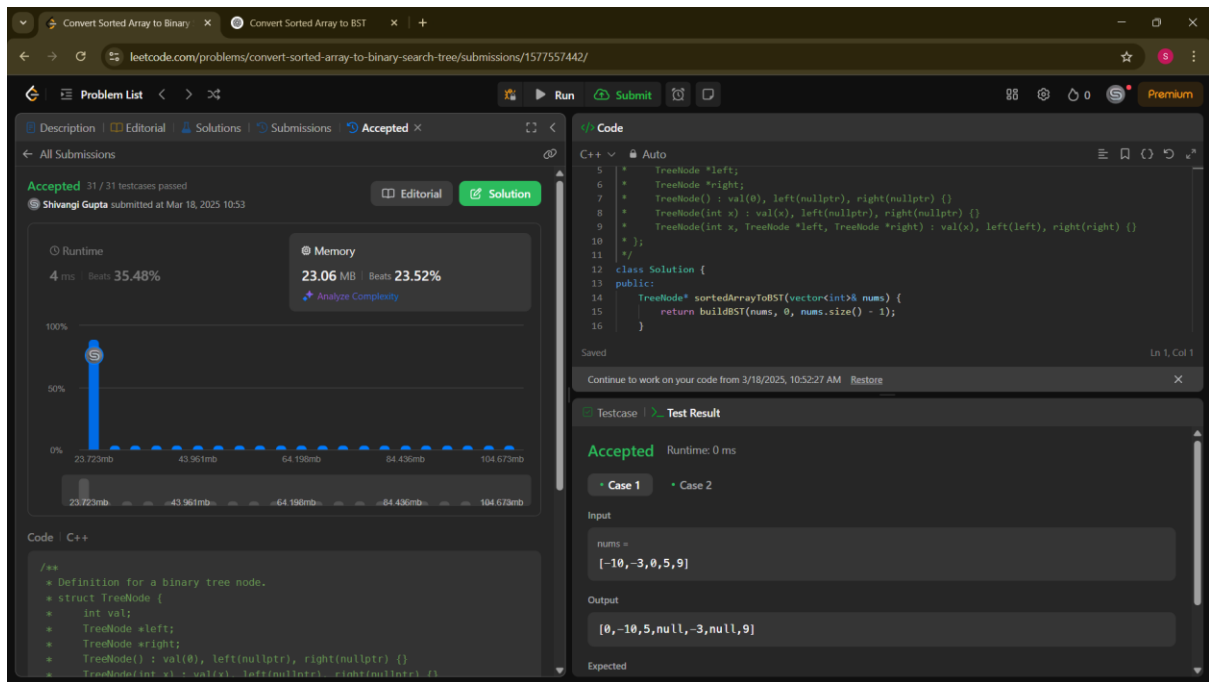 Convert Sorted Array to Binary
Convert Sorted Array to BST
leetcode.com/problems/convert-sorted-array-to-binary-search-tree/submissions/1577557442/
S
Problem List
Run
Submit
0
Premium
Description
Editorial
Solutions
Submissions
Accepted
All Submissions
Accepted 31 / 31 testcases passed
Shivangi Gupta submitted at Mar 18, 2025 10:53
Editorial
Solution
Runtime
4 ms | Beats 35.48%
Memory
23.06 MB | Beats 23.52%
Analyze Complexity
100%
50%
0%
23.723mb 43.961mb 64.198mb 84.436mb 104.673mb
23.723mb 43.961mb 64.198mb 84.436mb 104.673mb
Code | C++
/**
* Definition for a binary tree node.
* struct TreeNode {
* int val;
* TreeNode *left;
* TreeNode *right;
* TreeNode() : val(0), left(nullptr), right(nullptr) {}
* TreeNode(int x) : val(x), left(nullptr), right(nullptr) {}
</> Code
C++ Auto
5 * TreeNode *left;
6 * TreeNode *right;
7 * TreeNode() : val(0), left(nullptr), right(nullptr) {}
8 * TreeNode(int x) : val(x), left(nullptr), right(nullptr) {}
9 * TreeNode(int x, TreeNode *left, TreeNode *right) : val(x), left(left), right(right) {}
10 * };
11 */
12 class Solution {
13 public:
14 TreeNode* sortedArrayToBST(vector<int>& nums) {
15 return buildBST(nums, 0, nums.size() - 1);
16 }
Saved
Ln 1, Col 1
Continue to work on your code from 3/18/2025, 10:52:27 AM Restore
Testcase
Test Result
Accepted Runtime: 0 ms
Case 1
Case 2
Input
nums =
[-10,-3,0,5,9]
Output
[0,-10,5,null,-3,null,9]
Expected